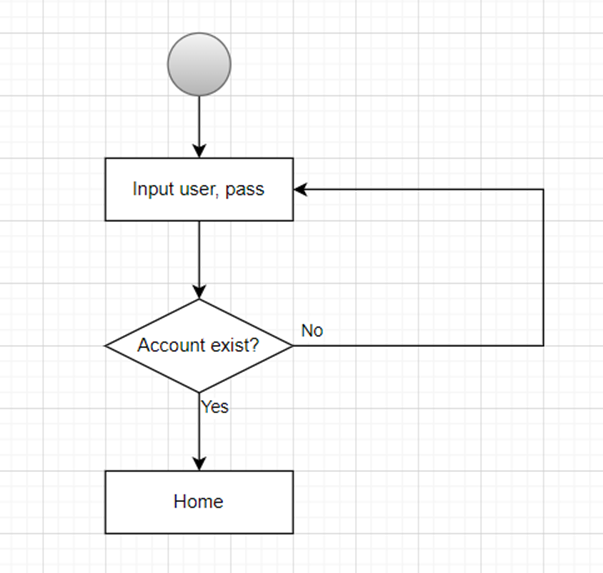 Input user, pass
Account exist?
No
Yes
Home